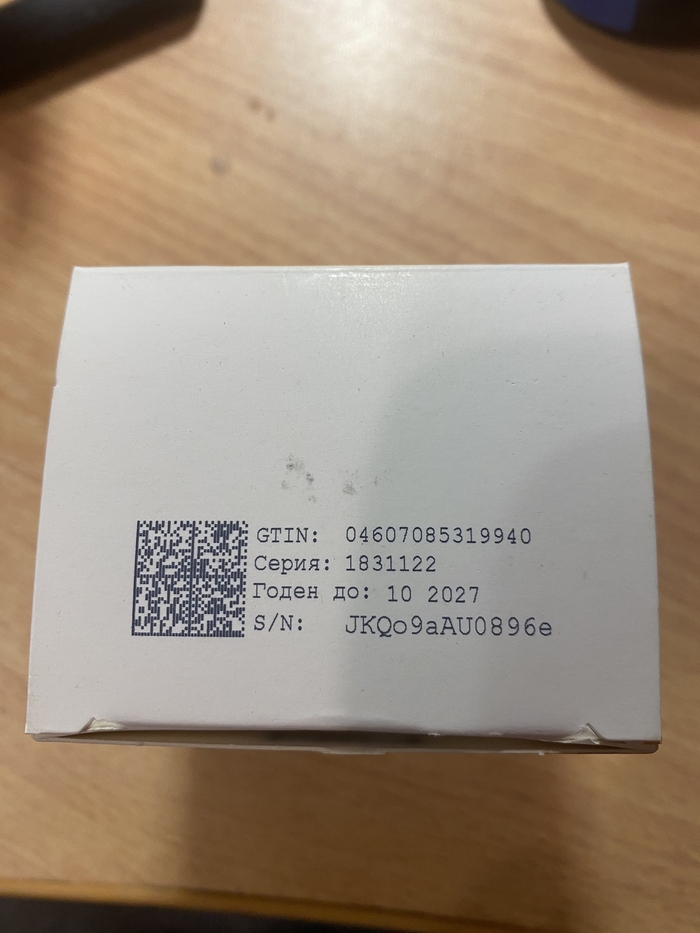 GTIN: 04607085319940
Серия: 1831122
Годен до: 10 2027
S/N: JKQo9aAU0896e